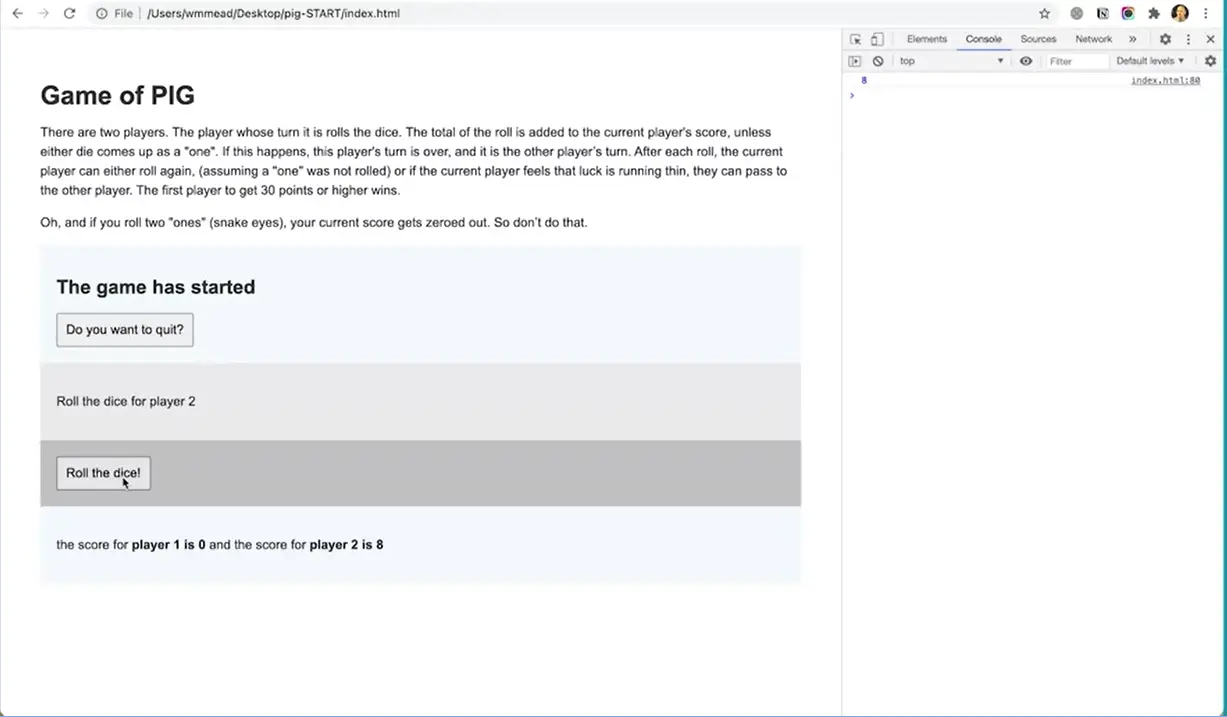 File | /Users/wmmead/Desktop/pig-START/index.html
Elements Console Sources Network »
top Filter Default levels
8 index.html:80
Game of PIG
There are two players. The player whose turn it is rolls the dice. The total of the roll is added to the current player's score, unless
either die comes up as a "one". If this happens, this player's turn is over, and it is the other player's turn. After each roll, the current
player can either roll again, (assuming a "one" was not rolled) or if the current player feels that luck is running thin, they can pass to
the other player. The first player to get 30 points or higher wins.
Oh, and if you roll two "ones" (snake eyes), your current score gets zeroed out. So don't do that.
The game has started
Do you want to quit?
Roll the dice for player 2
Roll the dice!
the score for player 1 is 0 and the score for player 2 is 8